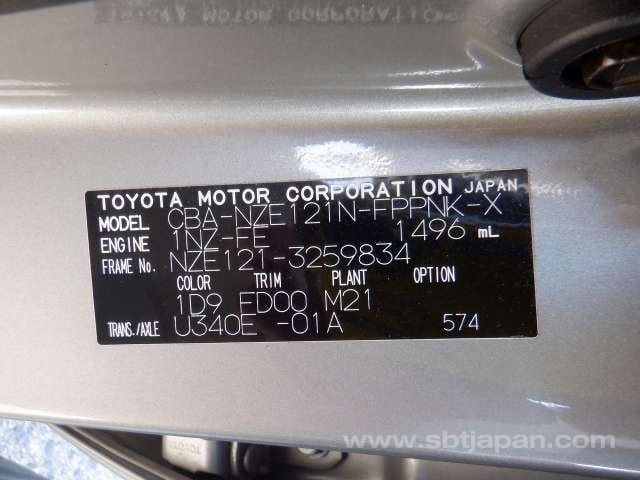 TOYOTA MOTOR CORPORATION JAPAN
MODEL CBA-NZE121N-FPPNK-X
ENGINE 1NZ-FE 1496 mL
FRAME No. NZE121-3259834
COLOR TRIM PLANT OPTION
1D9 FD00 M21
TRANS./AXLE U340E -01A 574
www.sbtjapan.com